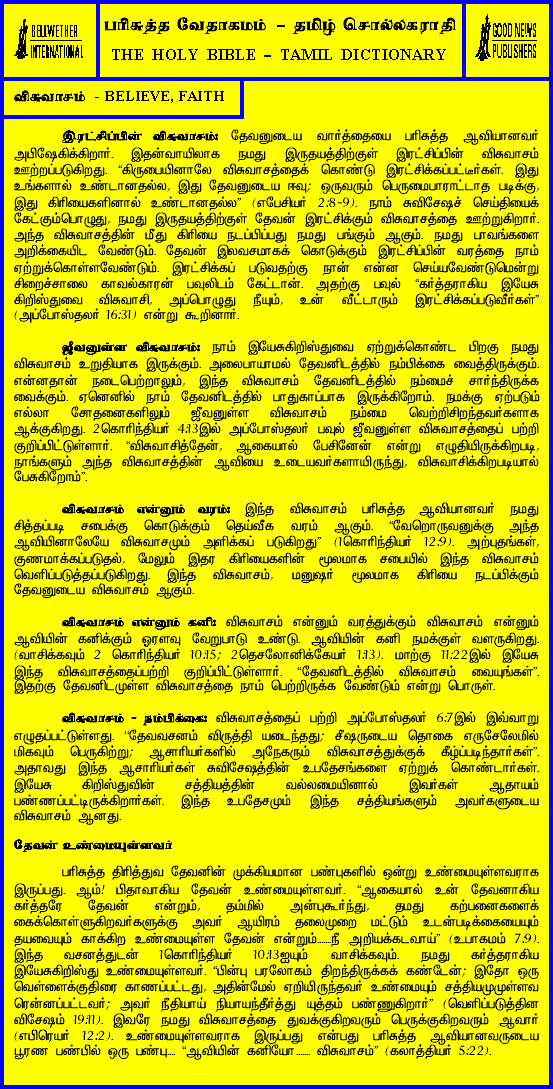 BELLWETHER
INTERNATIONAL
பரிசுத்த வேதாகமம் – தமிழ் சொல்லகராதி
THE HOLY BIBLE – TAMIL DICTIONARY
GOOD NEWS
PUBLISHERS
விசுவாசம் - BELIEVE, FAITH
இரட்சிப்பின் விசுவாசம்: தேவனுடைய வார்த்தையை பரிசுத்த ஆவியானவர்
அபிஷேகிக்கிறார். இதன்வாயிலாக நமது இருதயத்திற்குள் இரட்சிப்பின் விசுவாசம்
ஊற்றப்படுகிறது. “கிருபையினாலே விசுவாசத்தைக் கொண்டு இரட்சிக்கப்பட்டீர்கள். இது
உங்களால் உண்டானதல்ல, இது தேவனுடைய ஈவு; ஒருவரும் பெருமைபாராட்டாத படிக்கு,
இது கிரியைகளினால் உண்டானதல்ல” (எபேசியர் 2:8-9). நாம் சுவிசேஷச் செய்தியைக்
கேட்கும்பொழுது, நமது இருதயத்திற்குள் தேவன் இரட்சிக்கும் விசுவாசத்தை ஊற்றுகிறார்.
அந்த விசுவாசத்தின் மீது கிரியை நடப்பிப்பது நமது பங்கும் ஆகும். நமது பாவங்களை
அறிக்கையிட வேண்டும். தேவன் இலவசமாகக் கொடுக்கும் இரட்சிப்பின் வரத்தை நாம்
ஏற்றுக்கொள்ளவேண்டும். இரட்சிக்கப் படுவதற்கு நான் என்ன செய்யவேண்டுமென்று
சிறைச்சாலை காவல்காரன் பவுலிடம் கேட்டான். அதற்கு பவுல் “கர்த்தராகிய இயேசு
கிறிஸ்துவை விசுவாசி, அப்பொழுது நீயும், உன் வீட்டாரும் இரட்சிக்கப்படுவீர்கள்”
(அப்போஸ்தலர் 16:31) என்று கூறினார்.
ஜீவனுள்ள விசுவாசம்: நாம் இயேசுகிறிஸ்துவை ஏற்றுக்கொண்ட பிறகு நமது
விசுவாசம் உறுதியாக இருக்கும். அலைபாயாமல் தேவனிடத்தில் நம்பிக்கை வைத்திருக்கும்.
என்னதான் நடைபெற்றாலும், இந்த விசுவாசம் தேவனிடத்தில் நம்மைச் சார்ந்திருக்க
வைக்கும். ஏனெனில் நாம் தேவனிடத்தில் பாதுகாப்பாக இருக்கிறோம். நமக்கு ஏற்படும்
எல்லா சோதனைகளிலும் ஜீவனுள்ள விசுவாசம் நம்மை வெற்றிசிறந்தவர்களாக
ஆக்குகிறது. 2கொரிந்தியர் 4:13இல் அப்போஸ்தலர் பவுல் ஜீவனுள்ள விசுவாசத்தைப் பற்றி
குறிப்பிட்டுள்ளார். “விசுவாசித்தேன், ஆகையால் பேசினேன் என்று எழுதியிருக்கிறபடி,
நாங்களும் அந்த விசுவாசத்தின் ஆவியை உடையவர்களாயிருந்து, விசுவாசிக்கிறபடியால்
பேசுகிறோம்”.
விசுவாசம் என்னும் வரம்: இந்த விசுவாசம் பரிசுத்த ஆவியானவர் நமது
சித்தப்படி சபைக்கு கொடுக்கும் தெய்வீக வரம் ஆகும். “வேறொருவனுக்கு அந்த
ஆவியினாலேயே விசுவாசமும் அளிக்கப் படுகிறது” (1கொரிந்தியர் 12:9). அற்புதங்கள்,
குணமாக்கப்படுதல், மேலும் இதர கிரியைகளின் மூலமாக சபையில் இந்த விசுவாசம்
வெளிப்படுத்தப்படுகிறது. இந்த விசுவாசம், மனுஷர் மூலமாக கிரியை நடப்பிக்கும்
தேவனுடைய விசுவாசம் ஆகும்.
விசுவாசம் என்னும் கனி: விசுவாசம் என்னும் வரத்துக்கும் விசுவாசம் என்னும்
ஆவியின் கனிக்கும் ஓரளவு வேறுபாடு உண்டு. ஆவியின் கனி நமக்குள் வளருகிறது.
(வாசிக்கவும் 2 கொரிந்தியர் 10:15; 2தெசலோனிக்கேயர் 1:13). மாற்கு 11:22இல் இயேசு
இந்த விசுவாசத்தைப்பற்றி குறிப்பிட்டுள்ளார். “தேவனிடத்தில் விசுவாசம் வையுங்கள்”.
இதற்கு தேவனிடமுள்ள விசுவாசத்தை நாம் பெற்றிருக்க வேண்டும் என்று பொருள்.
விசுவாசம் - நம்பிக்கை: விசுவாசத்தைப் பற்றி அப்போஸ்தலர் 6:7இல் இவ்வாறு
எழுதப்பட்டுள்ளது. “தேவவசனம் விருத்தி யடைந்தது; சீஷருடைய தொகை எருசேலேமில்
மிகவும் பெருகிற்று; ஆசாரியர்களில் அநேகரும் விசுவாசத்துக்குக் கீழ்ப்படிந்தார்கள்”.
அதாவது இந்த ஆசாரியர்கள் சுவிசேஷத்தின் உபதேசங்களை ஏற்றுக் கொண்டார்கள்.
இயேசு கிறிஸ்துவின் சத்தியத்தின் வல்லமையினால் இவர்கள் ஆதாயம்
பண்ணப்பட்டிருக்கிறார்கள். இந்த உபதேசமும் இந்த சத்தியங்களும் அவர்களுடைய
விசுவாசம் ஆனது.
தேவன் உண்மையுள்ளவர்
பரிசுத்த திரித்துவ தேவனின் முக்கியமான பண்புகளில் ஒன்று உண்மையுள்ளவராக
இருப்பது. ஆம்! பிதாவாகிய தேவன் உண்மையுள்ளவர். “ஆகையால் உன் தேவனாகிய
கர்த்தரே தேவன் என்றும், தம்மில் அன்புகூர்ந்து, தமது கற்பனைகளைக்
கைக்கொள்ளுகிறவர்களுக்கு அவர் ஆயிரம் தலைமுறை மட்டும் உடன்படிக்கையையும்
தயவையும் காக்கிற உண்மையுள்ள தேவன் என்றும்......நீ அறியக்கடவாய்” (உபாகமம் 7:9).
இந்த வசனத்துடன் 1கொரிந்தியர் 10:13ஐயும் வாசிக்கவும். நமது கர்த்தராகிய
இயேசுகிறிஸ்து உண்மையுள்ளவர். “பின்பு பரலோகம் திறந்திருக்கக் கண்டேன்; இதோ ஒரு
வெள்ளைக்குதிரை காணப்பட்டது, அதின்மேல் ஏறியிருந்தவர் உண்மையும் சத்தியமுமுள்ளவ
ரென்னப்பட்டவர்; அவர் நீதியாய் நியாயந்தீர்த்து யுத்தம் பண்ணுகிறார்” (வெளிப்படுத்தின
விசேஷம் 19:11). இவரே நமது விசுவாசத்தை துவக்குகிறவரும் பெருக்குகிறவரும் ஆவார்
(எபிரெயர் 12:2). உண்மையுள்ளவராக இருப்பது என்பது பரிசுத்த ஆவியானவருடைய
பூரண பண்பில் ஒரு பண்பு.... “ஆவியின் கனியோ....... விசுவாசம்” (கலாத்தியர் 5:22).